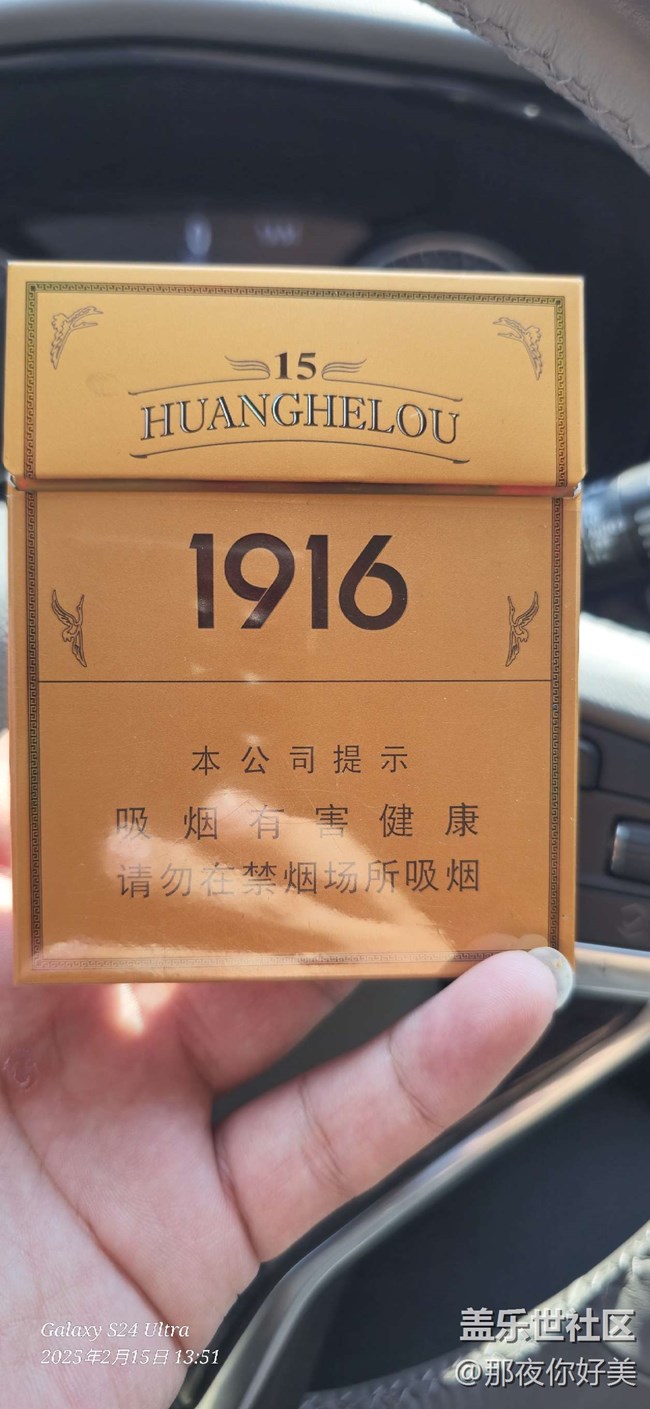 15
HUANGHELOU
1916
本公司提示
吸烟有害健康
请勿在禁烟场所吸烟
Galaxy S24 Ultra
2025年2月15日 13:51
盖乐世社区
@那夜你好美